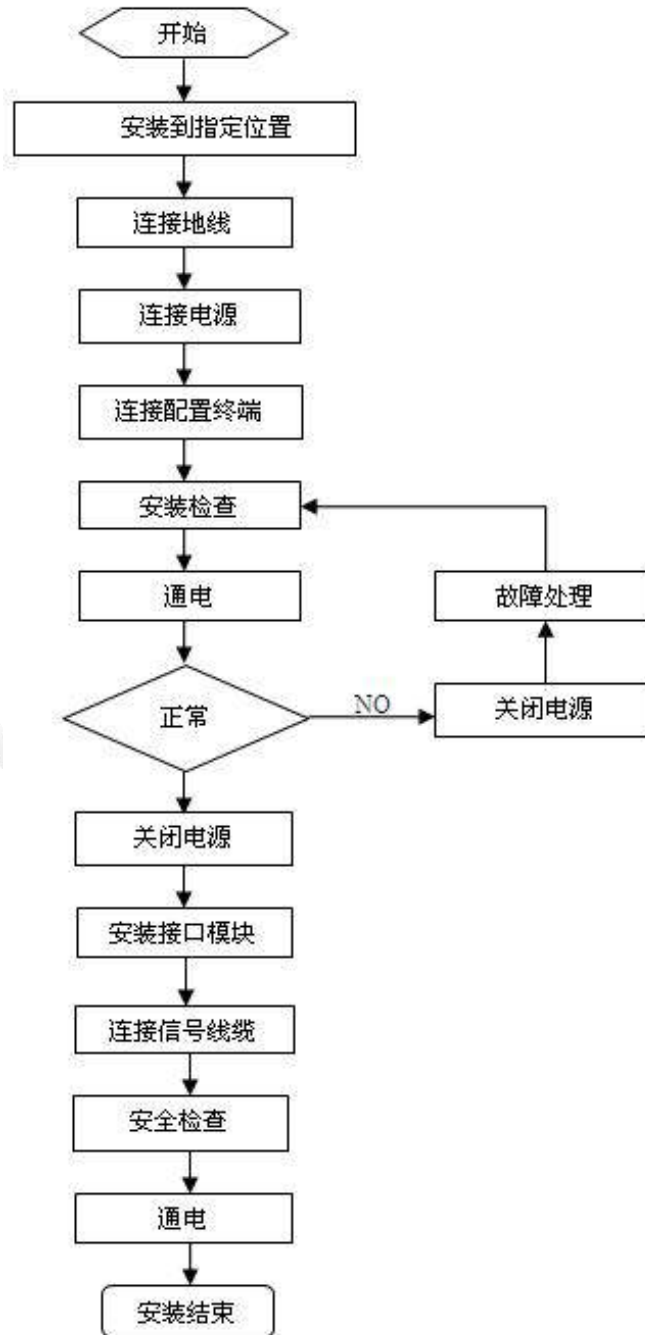 开始
安装到指定位置
连接地线
连接电源
连接配置终端
安装检查
通电
故障处理
正常
NO
关闭电源
关闭电源
安装接口模块
连接信号线缆
安全检查
通电
安装结束